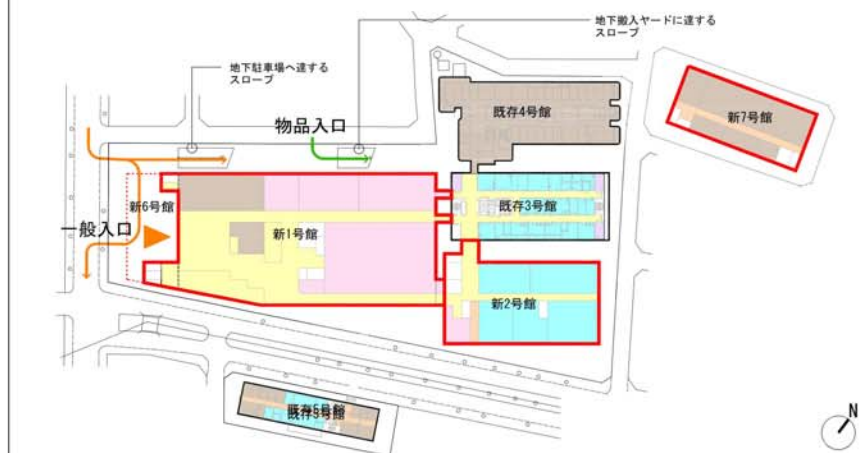 地下搬入ヤードに達する
スロープ
地下駐車場へ達する
スロープ
物品入口
既存4号館
新7号館
新6号館
既存3号館
一般入口
新1号館
新2号館
既存5号館
N